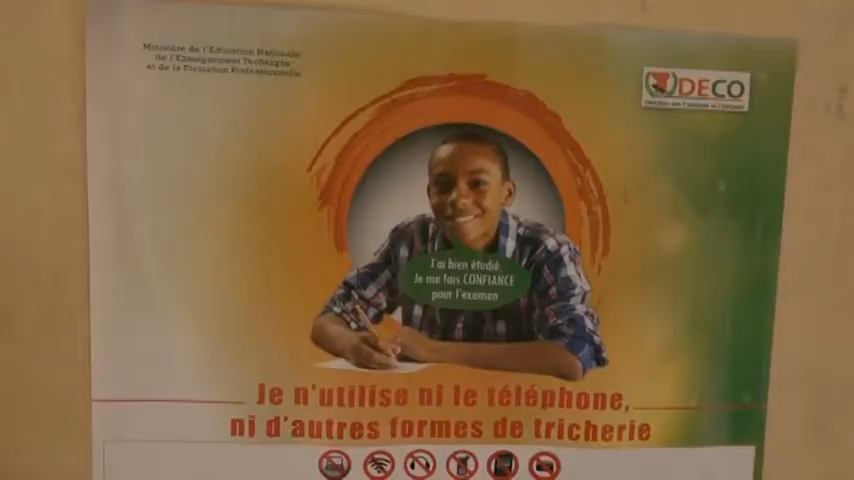 Ministère de l'Education Nationale
de l'Enseignement Technique
et de la Formation Professionnelle
DECO
J'ai bien étudié,
Je me fais CONFIANCE
pour l'examen
Je n'utilise ni le téléphone,
ni d'autres formes de tricherie